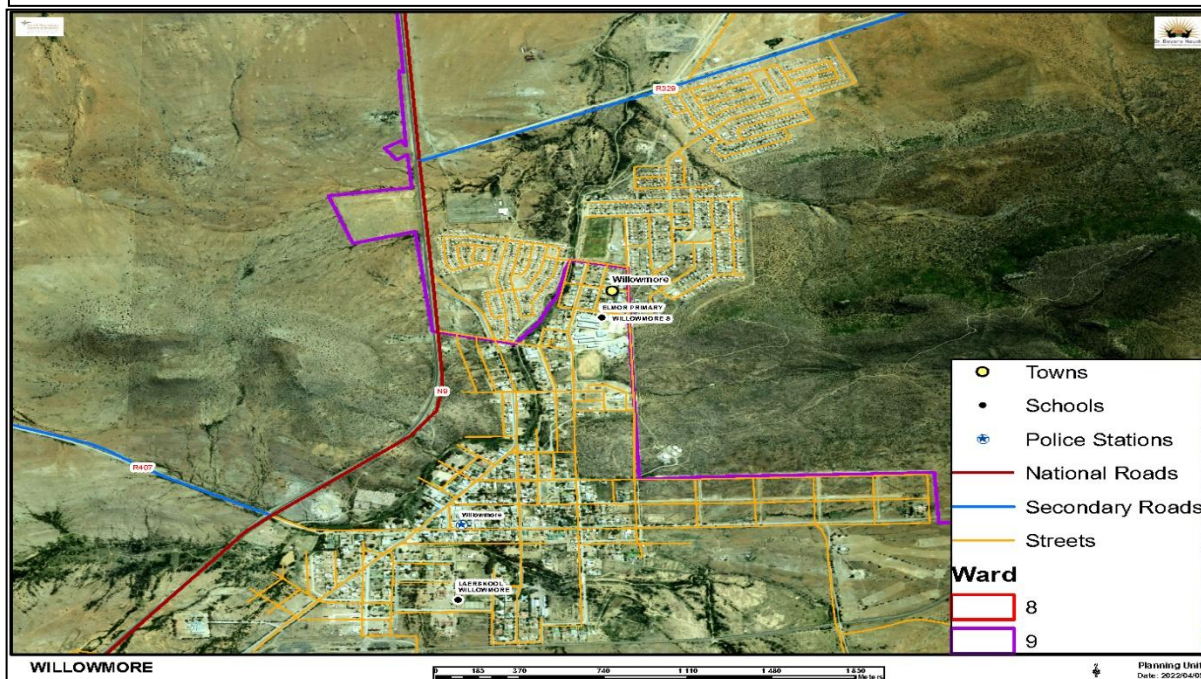 R329
Willowmore
ELMOR PRIMARY
WILLOWMORE S
N9
R407
Willowmore
LAERSKOOL
WILLOWMORE
Towns
Schools
Police Stations
National Roads
Secondary Roads
Streets
Ward
8
9
WILLOWMORE
0 185 370 740 1 110 1 480 1 850
Meters
Planning Unit